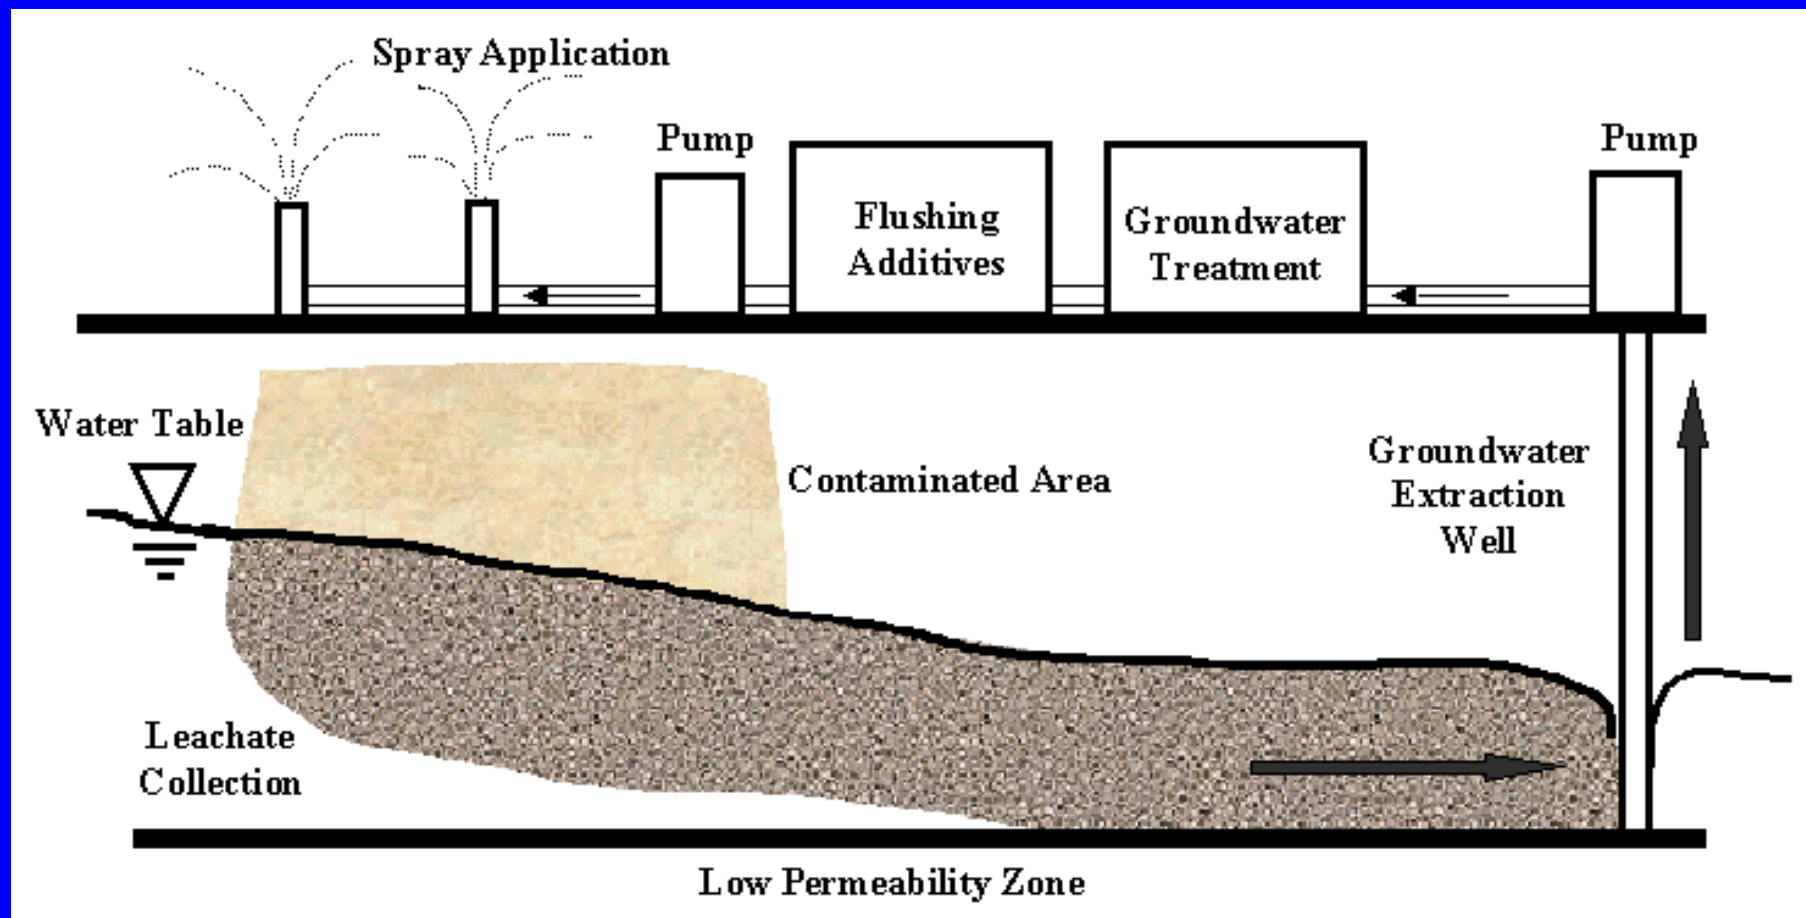 Spray Application
Pump
Pump
Flushing
Additives
Groundwater
Treatment
Water Table
Contaminated Area
Groundwater
Extraction
Well
Leachate
Collection
Low Permeability Zone